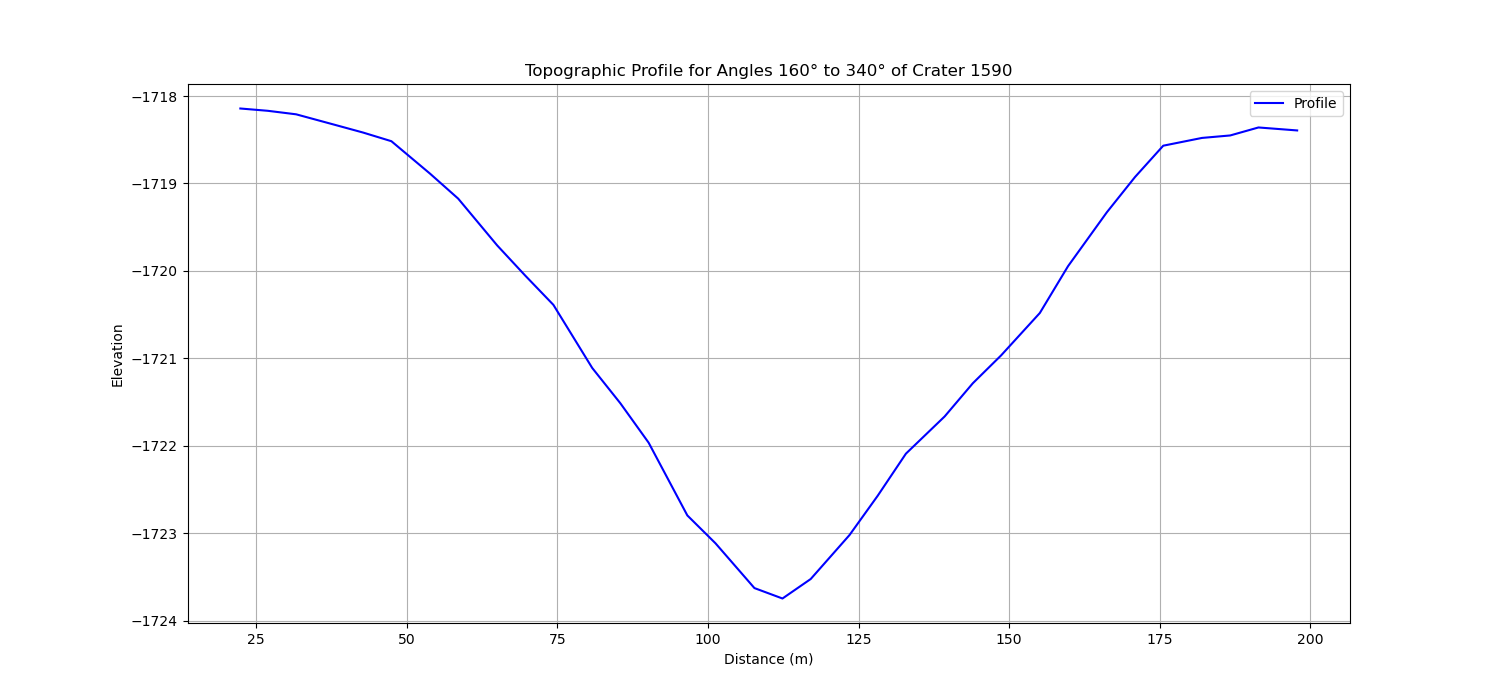 Topographic Profile for Angles 160° to 340° of Crater 1590
Profile
−1718
−1719
−1720
−1721
−1722
−1723
−1724
Elevation
25 50 75 100 125 150 175 200
Distance (m)